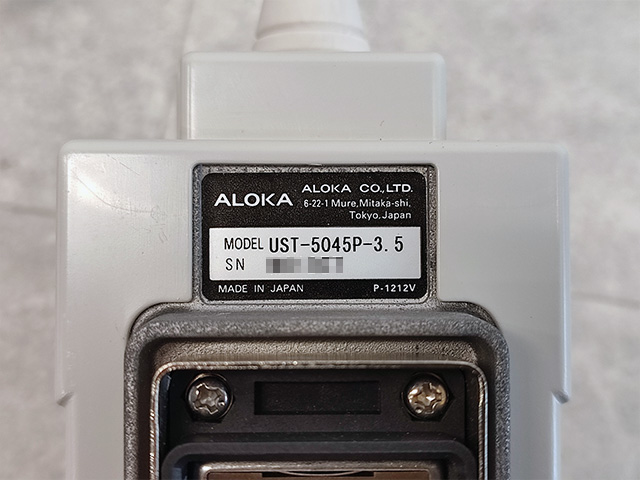 ALOKA
ALOKA CO.,LTD.
6-22-1 Mure,Mitaka-shi,
Tokyo,Japan
MODEL UST-5045P-3.5
SN
MADE IN JAPAN P-1212V